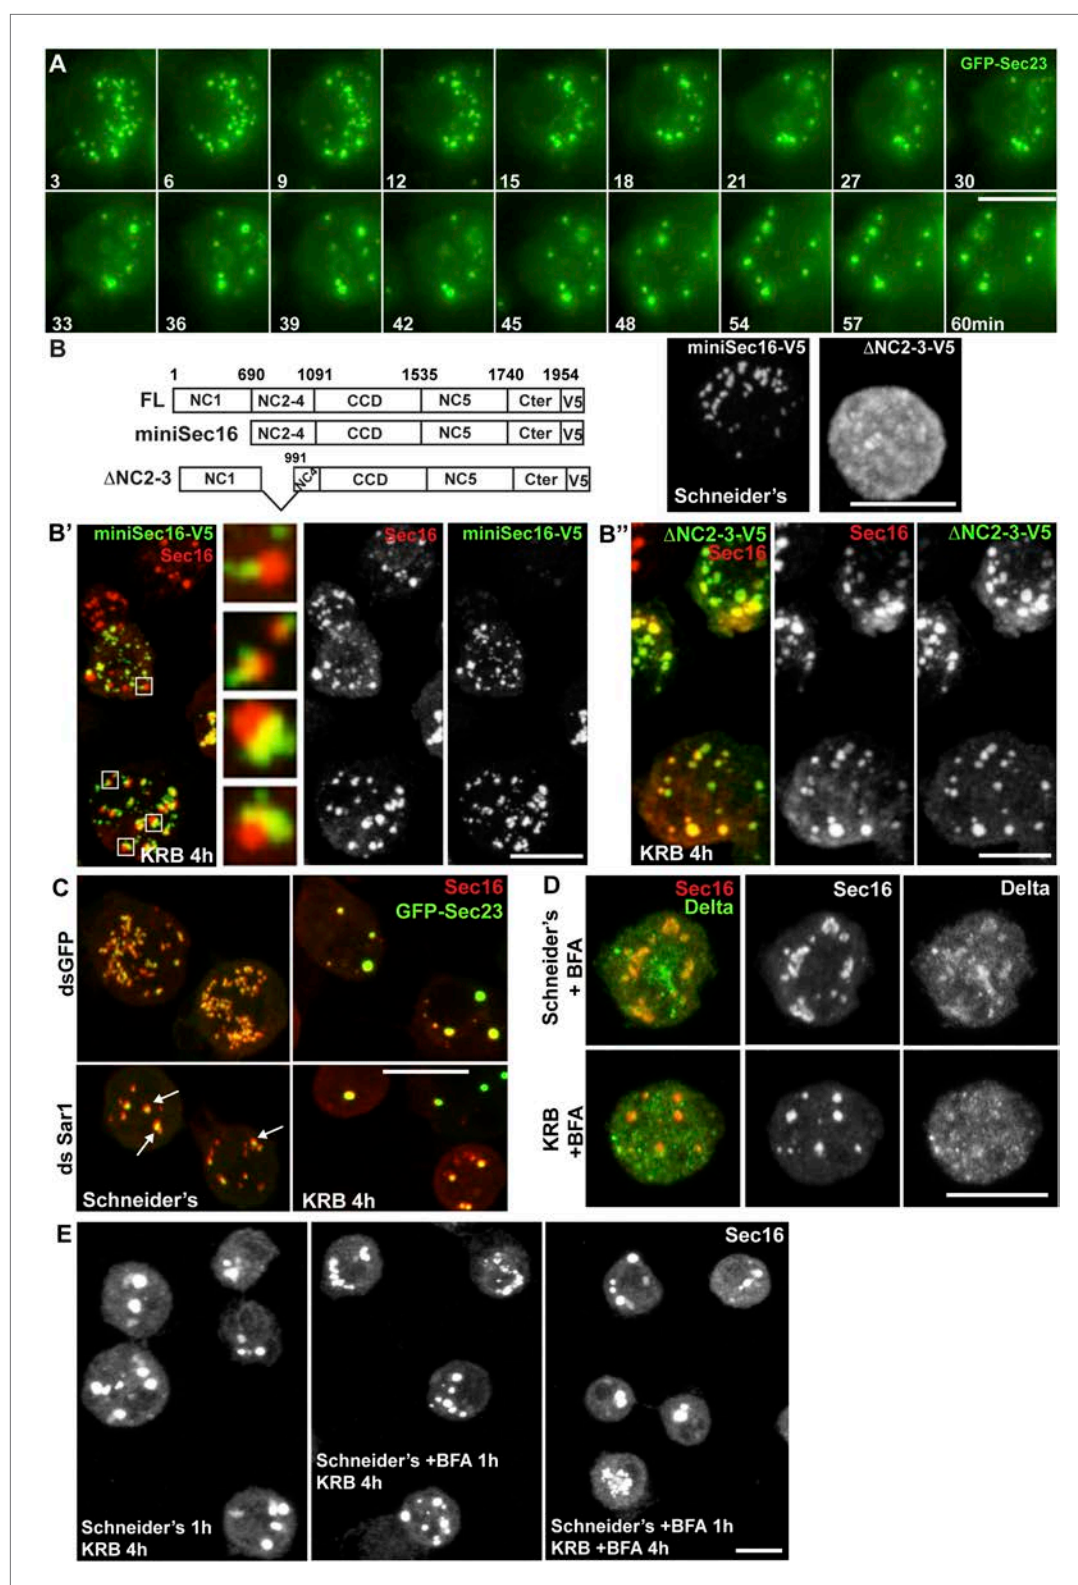 A
GFP-Sec23
3 6 9 12 15 18 21 27 30
33 36 39 42 45 48 54 57 60min
B
1 690 1091 1535 1740 1954
FL NC1 NC2-4 CCD NC5 Cter V5
miniSec16 NC2-4 CCD NC5 Cter V5
991
ΔNC2-3 NC1 NC4 CCD NC5 Cter V5
miniSec16-V5
Schneider's
ΔNC2-3-V5
B'
miniSec16-V5
Sec16
KRB 4h
Sec16
miniSec16-V5
B''
ΔNC2-3-V5
Sec16
KRB 4h
Sec16
ΔNC2-3-V5
C
Sec16
GFP-Sec23
dsGFP
ds Sar1
Schneider's
KRB 4h
D
Sec16
Delta
Sec16
Delta
Schneider's
+ BFA
KRB
+BFA
E
Sec16
Schneider's 1h
KRB 4h
Schneider's +BFA 1h
KRB 4h
Schneider's +BFA 1h
KRB +BFA 4h